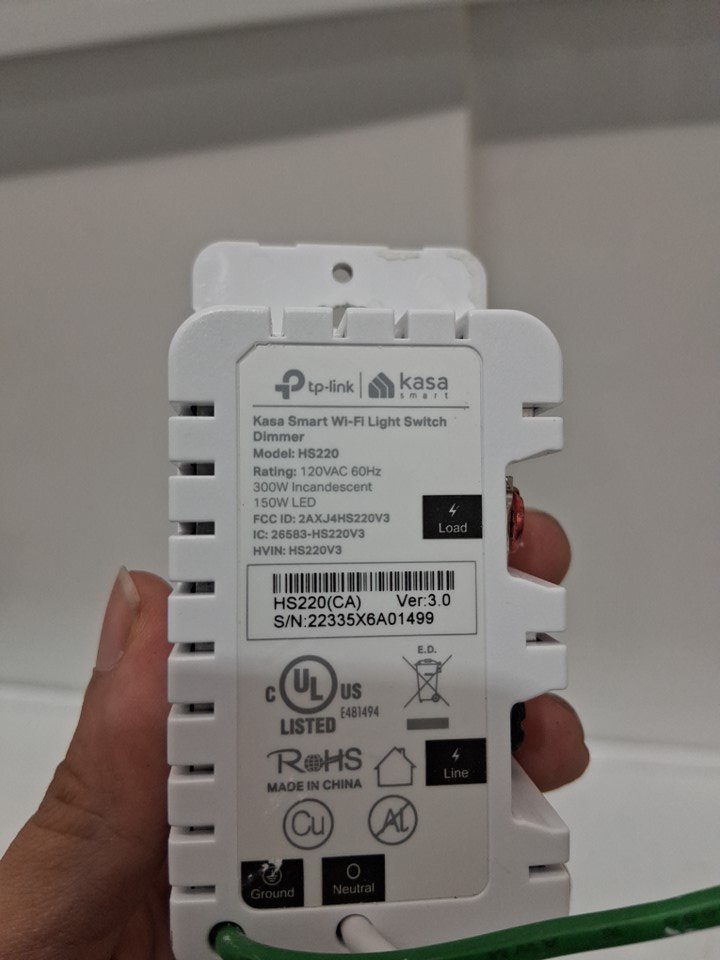 tp-link | kasa
smart
Kasa Smart Wi-Fi Light Switch
Dimmer
Model: HS220
Rating: 120VAC 60Hz
300W Incandescent
150W LED
FCC ID: 2AXJ4HS220V3
IC: 26583-HS220V3
HVIN: HS220V3
Load
HS220(CA) Ver:3.0
S/N:22335X6A01499
E.D.
C UL US
LISTED E481494
RoHS
MADE IN CHINA
Line
Cu Al
Ground
Neutral